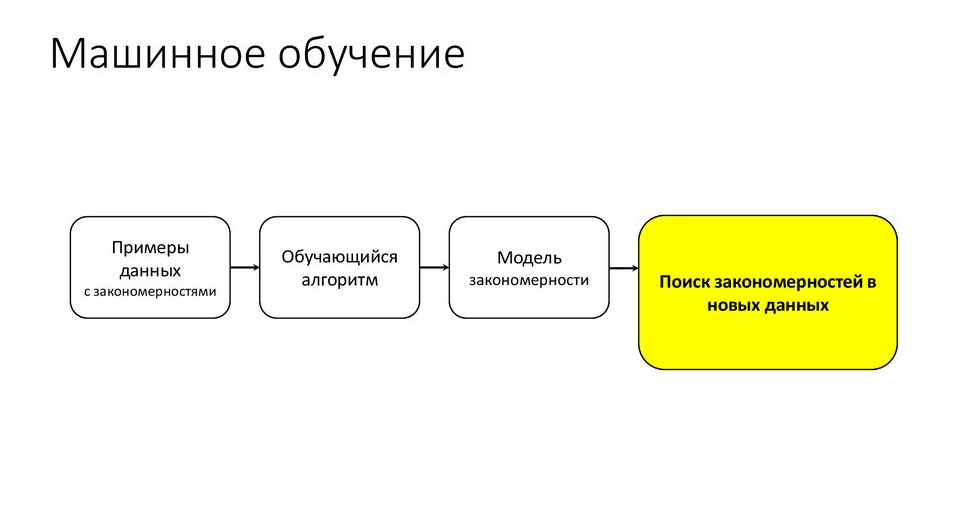 Машинное обучение
Примеры
данных
с закономерностями
Обучающийся
алгоритм
Модель
закономерности
Поиск закономерностей в
новых данных